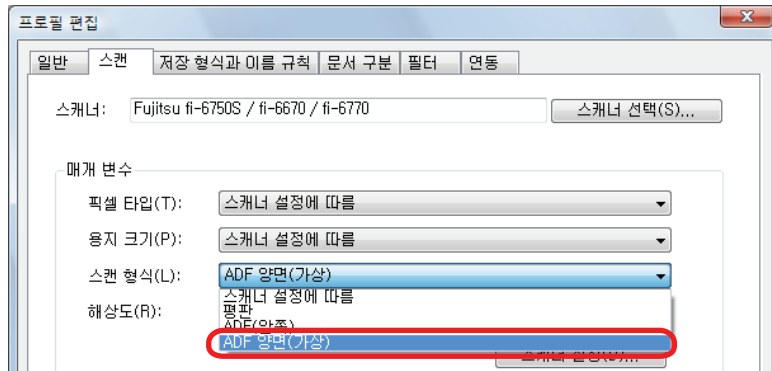 프로필 편집
일반 스캔 저장 형식과 이름 규칙 문서 구분 필터 연동
스캐너: Fujitsu fi-6750S / fi-6670 / fi-6770 스캐너 선택(S)...
매개 변수
픽셀 타입(T): 스캐너 설정에 따름
용지 크기(P): 스캐너 설정에 따름
스캔 형식(L): ADF 양면(가상)
스캐너 설정에 따름
해상도(R): 평판
ADF(앞쪽)
ADF 양면(가상)